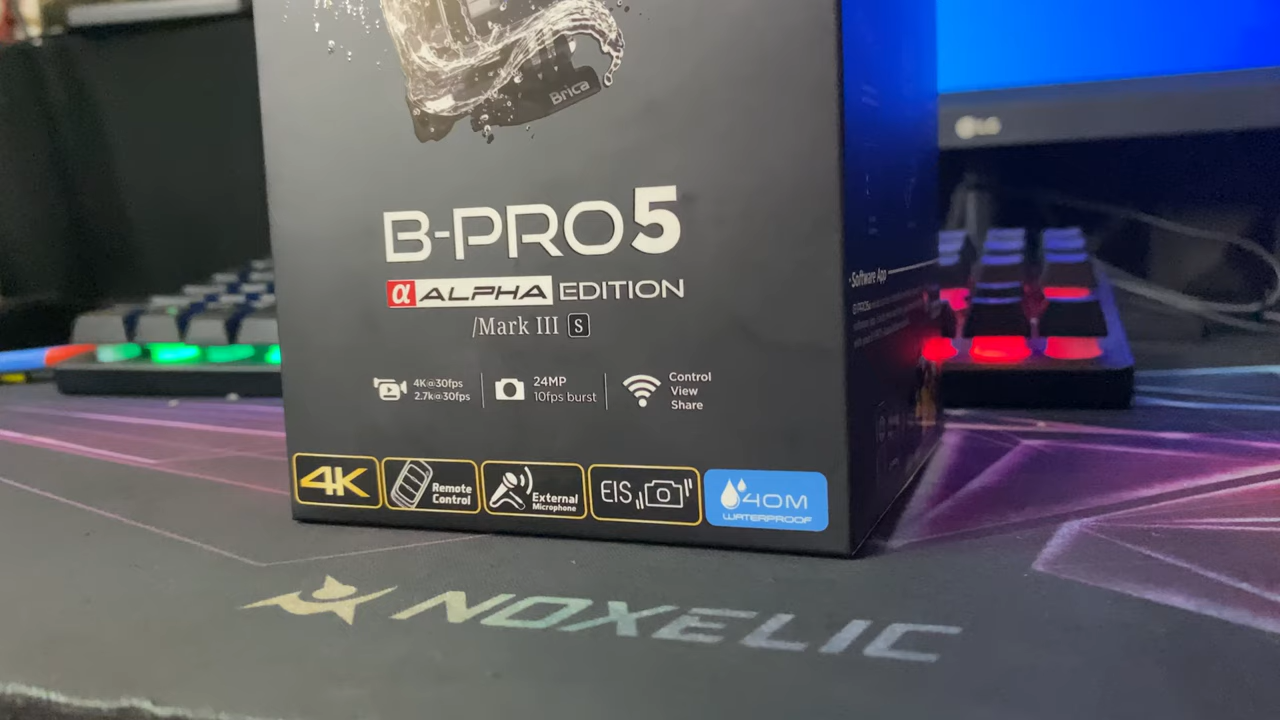 Brica
LG
B-PRO5
α ALPHA EDITION
/Mark III S
4K@30fps
2.7k@30fps
24MP
10fps burst
Control
View
Share
Software App
4K
Remote
Control
External
Microphone
EIS
40M
WATERPROOF
NOXELIC